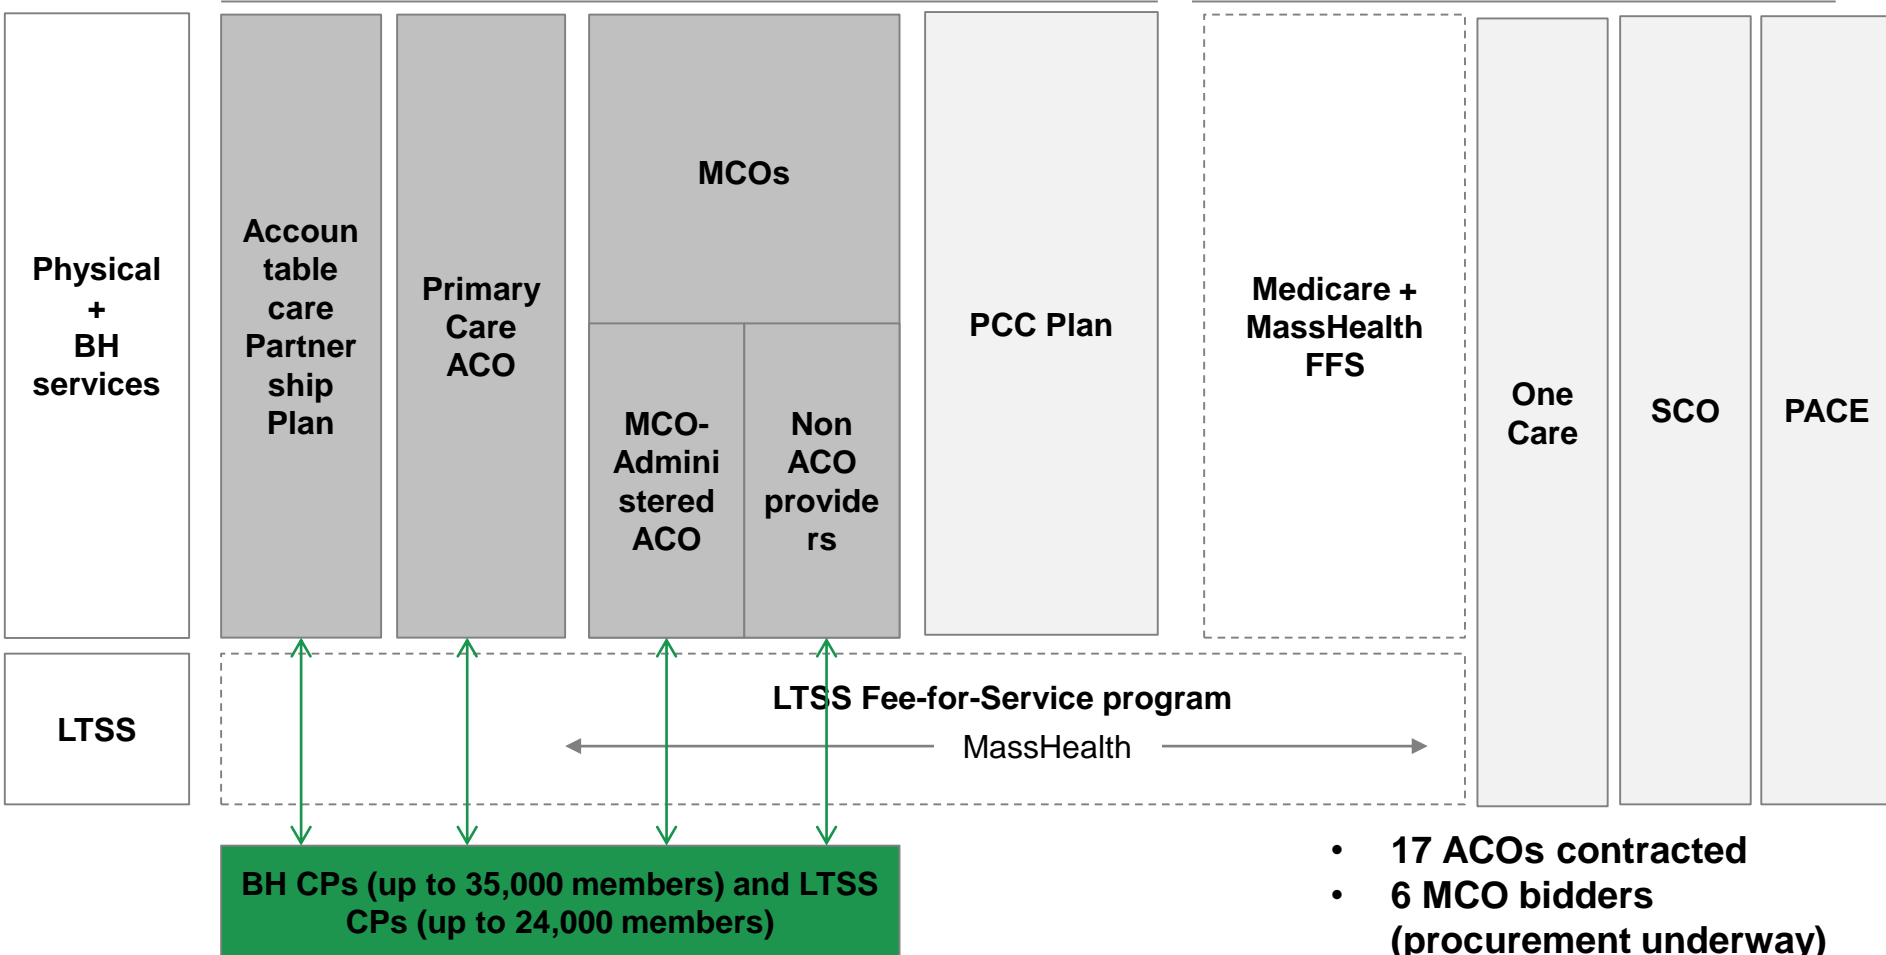 Physical
+
BH
services
Accoun
table
care
Partner
ship
Plan
Primary
Care
ACO
MCOs
MCO-
Admini
stered
ACO
Non
ACO
provide
rs
PCC Plan
Medicare +
MassHealth
FFS
One
Care
SCO
PACE
LTSS
LTSS Fee-for-Service program
MassHealth
BH CPs (up to 35,000 members) and LTSS
CPs (up to 24,000 members)
• 17 ACOs contracted
• 6 MCO bidders
(procurement underway)